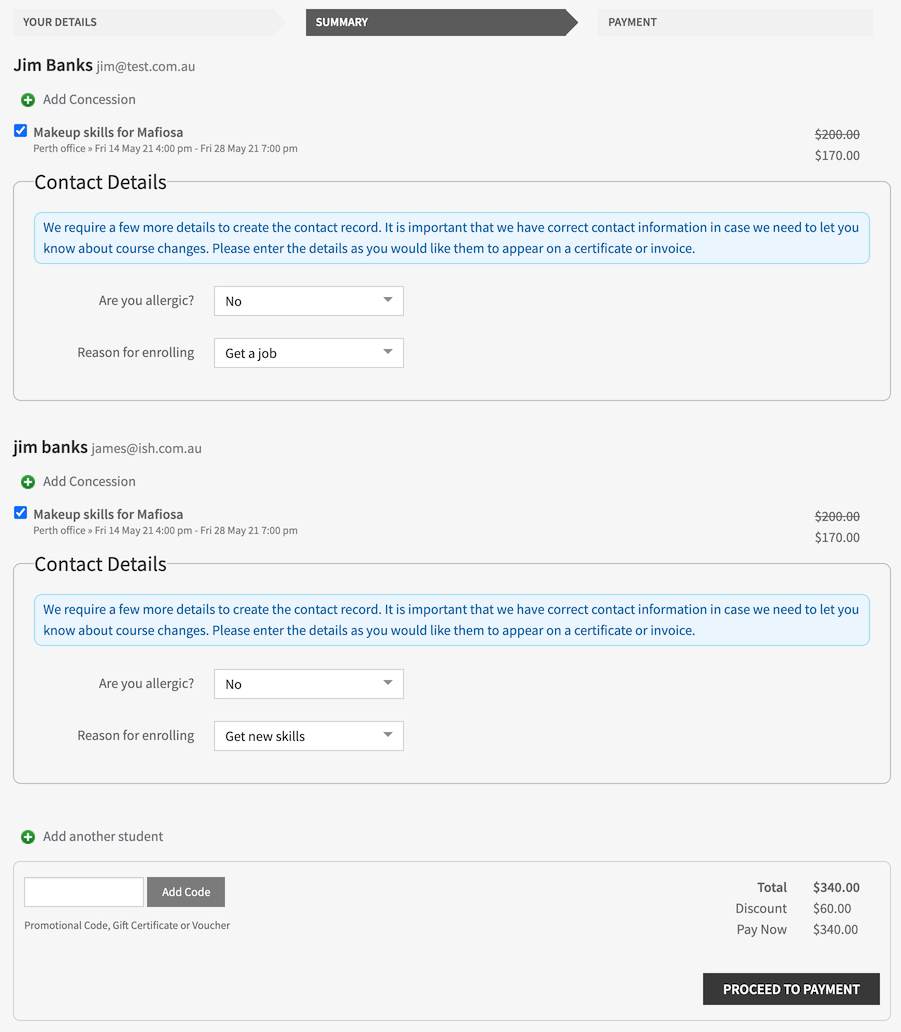 YOUR DETAILS
SUMMARY
PAYMENT
Jim Banks jim@test.com.au
Add Concession
Makeup skills for Mafiosa
$200.00
Perth office » Fri 14 May 21 4:00 pm - Fri 28 May 21 7:00 pm
$170.00
Contact Details
We require a few more details to create the contact record. It is important that we have correct contact information in case we need to let you
know about course changes. Please enter the details as you would like them to appear on a certificate or invoice.
Are you allergic? No
Reason for enrolling Get a job
jim banks james@ish.com.au
Add Concession
Makeup skills for Mafiosa
$200.00
Perth office » Fri 14 May 21 4:00 pm - Fri 28 May 21 7:00 pm
$170.00
Contact Details
We require a few more details to create the contact record. It is important that we have correct contact information in case we need to let you
know about course changes. Please enter the details as you would like them to appear on a certificate or invoice.
Are you allergic? No
Reason for enrolling Get new skills
Add another student
Add Code
Promotional Code, Gift Certificate or Voucher
Total $340.00
Discount $60.00
Pay Now $340.00
PROCEED TO PAYMENT